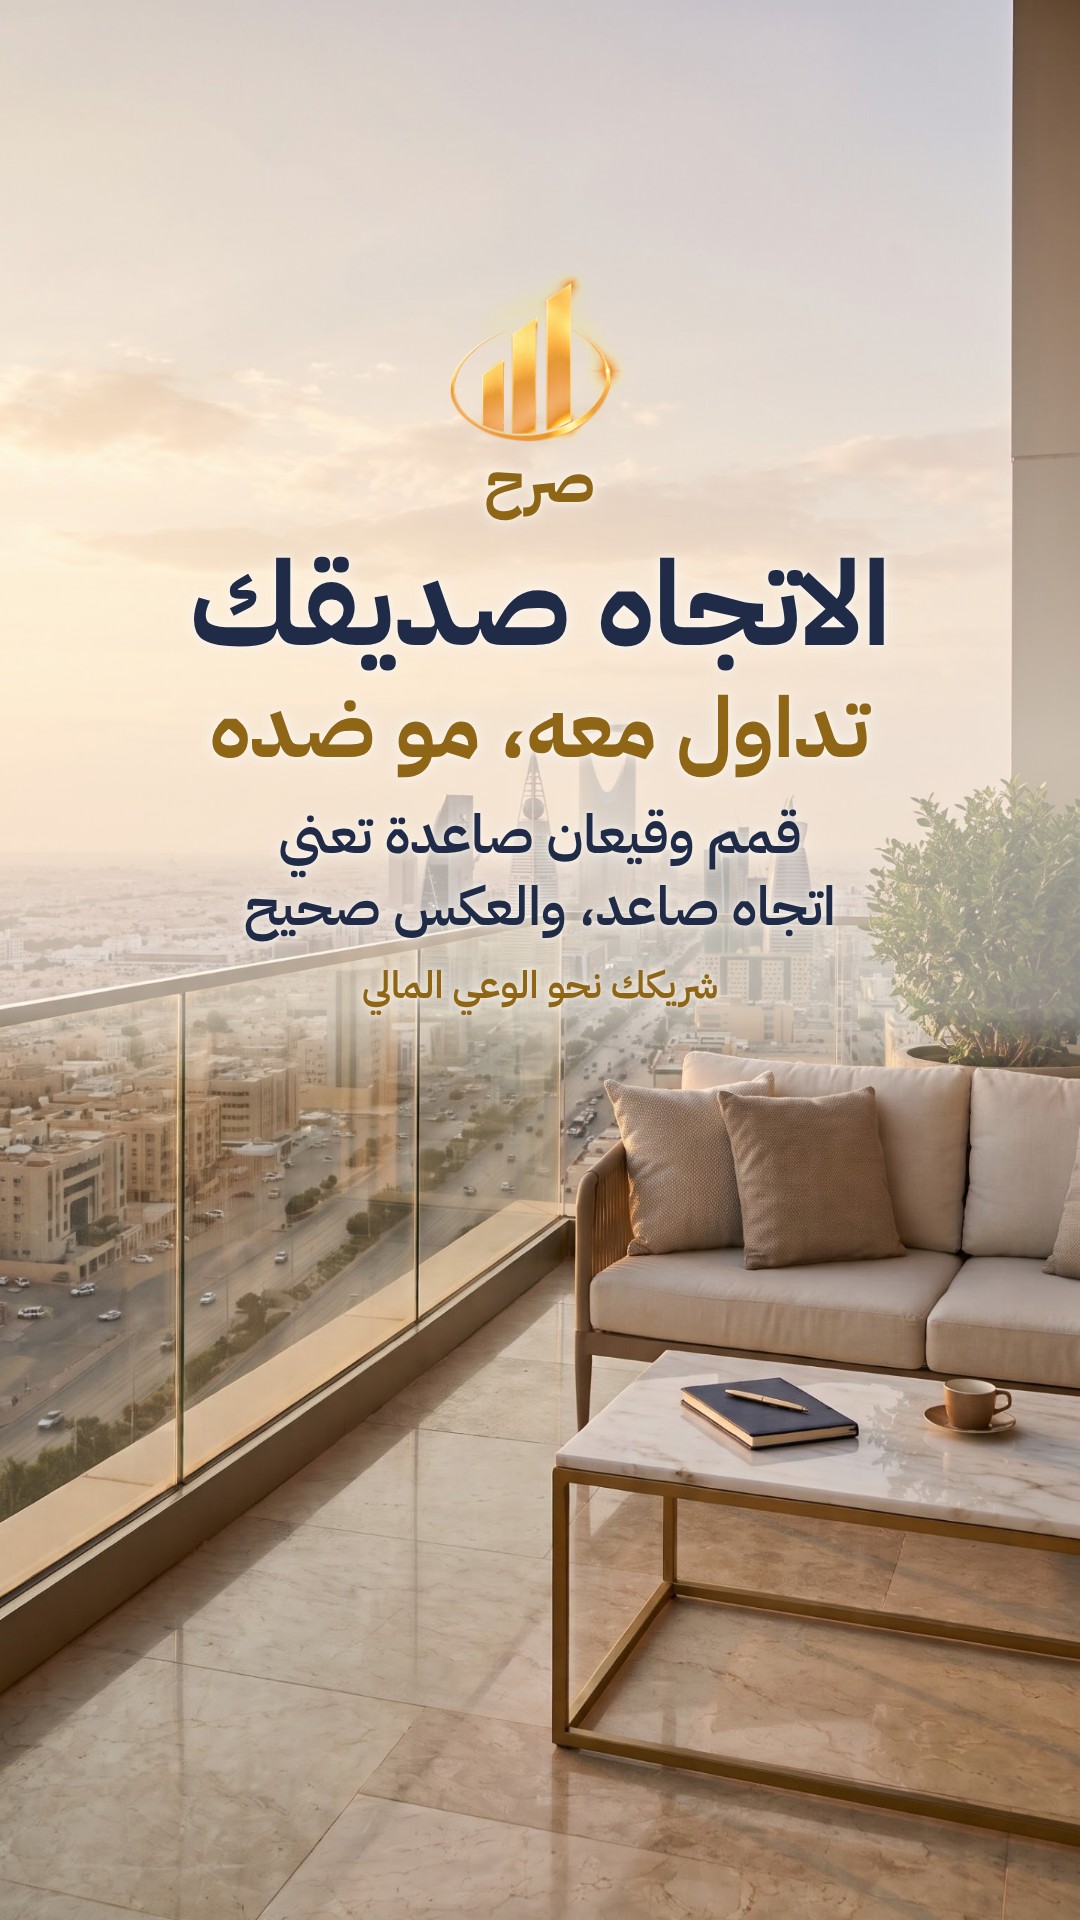 صرح
الاتجاه صديقك
تداول معه، مو ضده
قمم وقيعان صاعدة تعني
اتجاه صاعد، والعكس صحيح
شريكك نحو الوعي المالي